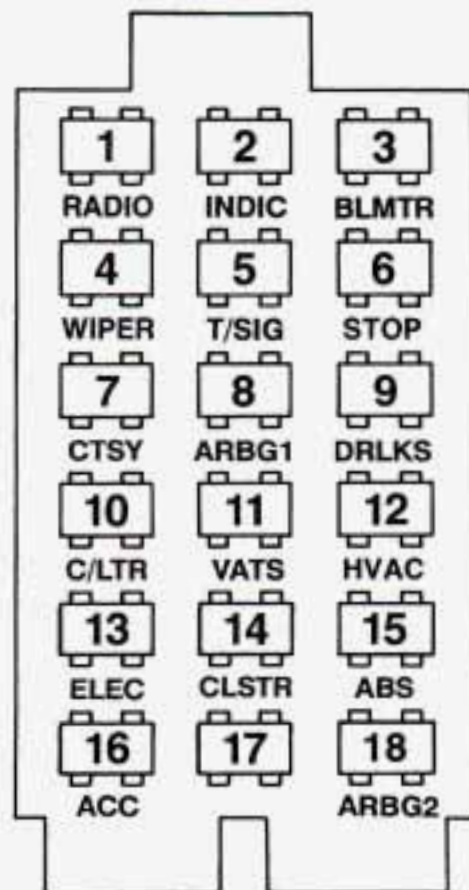 1 2 3
RADIO INDIC BLMTR
4 5 6
WIPER T/SIG STOP
7 8 9
CTSY ARBG1 DRLKS
10 11 12
C/LTR VATS HVAC
13 14 15
ELEC CLSTR ABS
16 17 18
ACC ARBG2